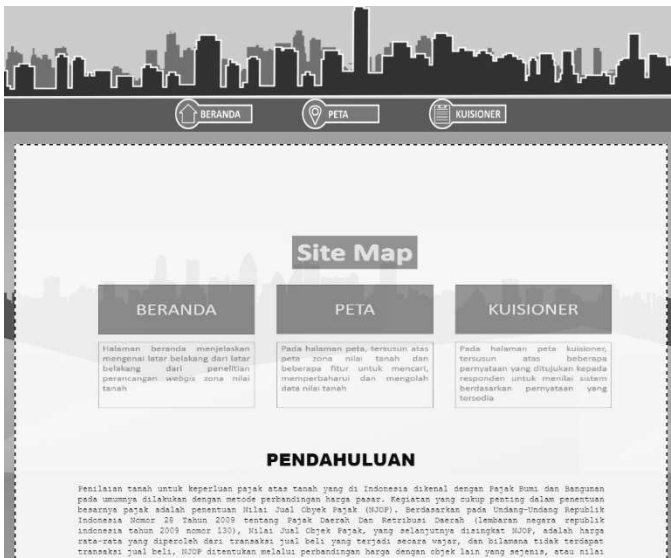 BERANDA
PETA
KUISIONER
Site Map
BERANDA
PETA
KUISIONER
Halaman beranda menjelaskan
mengenai latar belakang dari latar
belakang dari penelitian
perancangan webgis zona nilai
tanah
Pada halaman peta, tersusun atas
peta zona nilai tanah dan
beberapa fitur untuk mencari,
memperbaharui dan mengolah
data nilai tanah
Pada halaman peta kuisioner,
tersusun atas beberapa
pernyataan yang ditujukan kepada
responden untuk menilai sistem
berdasarkan pernyataan yang
tersedia
PENDAHULUAN
Penilaian tanah untuk keperluan pajak atas tanah yang di Indonesia dikenal dengan Pajak Bumi dan Bangunan
pada umumnya dilakukan dengan metode perbandingan harga pasar. Kegiatan yang cukup penting dalam penentuan
besarnya pajak adalah penentuan Nilai Jual Obyek Pajak (NJOP). Berdasarkan pada Undang-Undang Republik
Indonesia Nomor 28 Tahun 2009 tentang Pajak Daerah Dan Retribusi Daerah (lembaran negara republik
indonesia tahun 2009 nomor 130), Nilai Jual Objek Pajak, yang selanjutnya disingkat NJOP, adalah harga
rata-rata yang diperoleh dari transaksi jual beli yang terjadi secara wajar, dan bilamana tidak terdapat
transaksi jual beli, NJOP ditentukan melalui perbandingan harga dengan objek lain yang sejenis, atau nilai